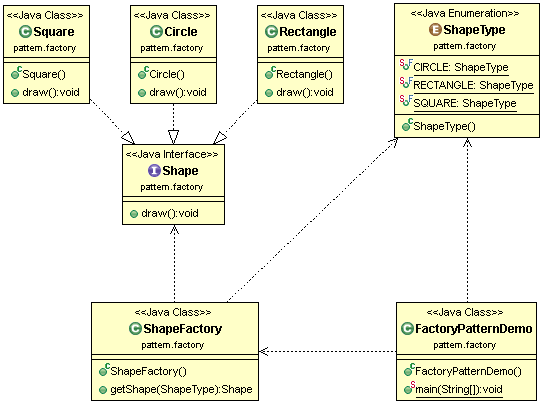 <<Java Class>>
Square
pattern.factory
Square()
draw():void
<<Java Class>>
Circle
pattern.factory
Circle()
draw():void
<<Java Class>>
Rectangle
pattern.factory
Rectangle()
draw():void
<<Java Enumeration>>
ShapeType
pattern.factory
CIRCLE: ShapeType
RECTANGLE: ShapeType
SQUARE: ShapeType
ShapeType()
<<Java Interface>>
Shape
pattern.factory
draw():void
<<Java Class>>
ShapeFactory
pattern.factory
ShapeFactory()
getShape(ShapeType):Shape
<<Java Class>>
FactoryPatternDemo
pattern.factory
FactoryPatternDemo()
main(String[]):void